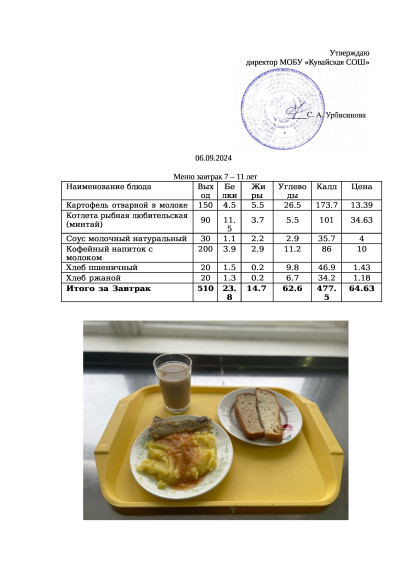 Утверждаю
директор МОБУ «Кувайская СОШ»
С. А. Урбисинова
06.09.2024
Меню завтрак 7 – 11 лет
Наименование блюда Вых од Бе лки Жи ры Углево ды Калл Цена
Картофель отварной в молоке 150 4.5 5.5 26.5 173.7 13.39
Котлета рыбная любительская (минтай) 90 11.5 3.7 5.5 101 34.63
Соус молочный натуральный 30 1.1 2.2 2.9 35.7 4
Кофейный напиток с молоком 200 3.9 2.9 11.2 86 10
Хлеб пшеничный 20 1.5 0.2 9.8 46.9 1.43
Хлеб ржаной 20 1.3 0.2 6.7 34.2 1.18
Итого за Завтрак 510 23.8 14.7 62.6 477.5 64.63